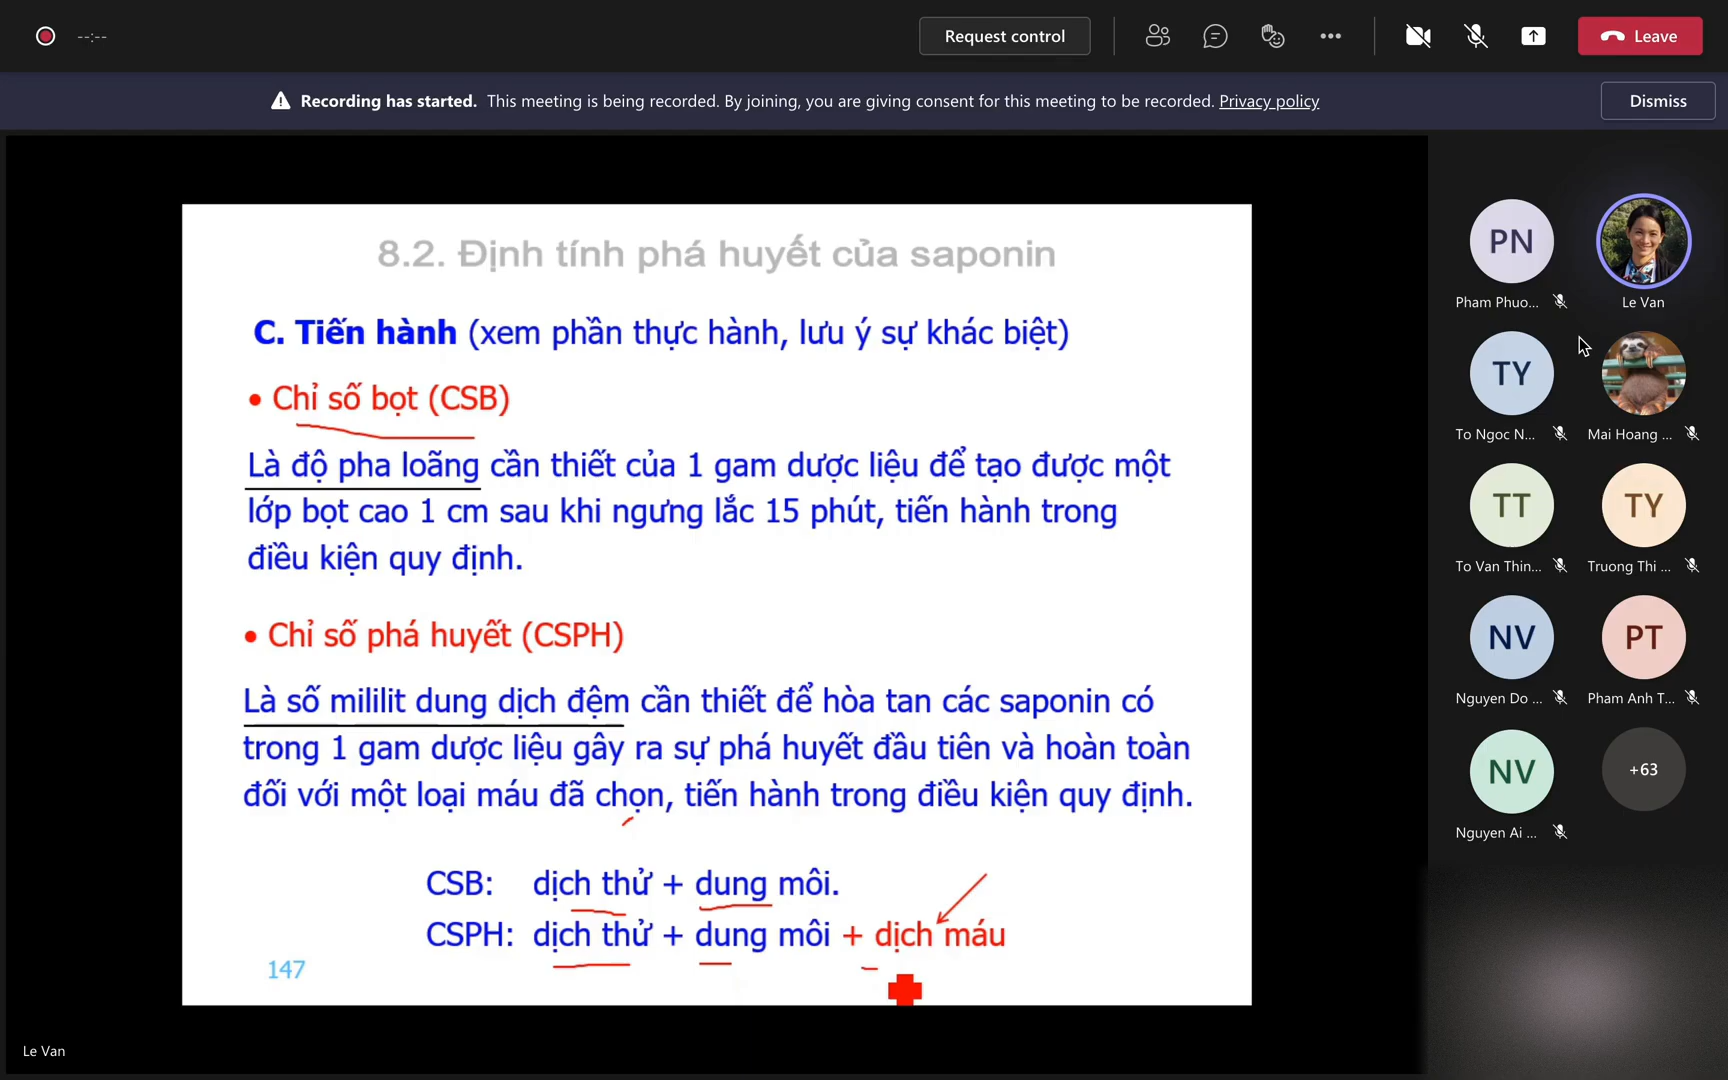 --:--
Request control
Leave
Recording has started. This meeting is being recorded. By joining, you are giving consent for this meeting to be recorded. Privacy policy
Dismiss
8.2. Định tính phá huyết của saponin
C. Tiến hành (xem phần thực hành, lưu ý sự khác biệt)
• Chỉ số bọt (CSB)
Là độ pha loãng cần thiết của 1 gam dược liệu để tạo được một
lớp bọt cao 1 cm sau khi ngưng lắc 15 phút, tiến hành trong
điều kiện quy định.
• Chỉ số phá huyết (CSPH)
Là số mililit dung dịch đệm cần thiết để hòa tan các saponin có
trong 1 gam dược liệu gây ra sự phá huyết đầu tiên và hoàn toàn
đối với một loại máu đã chọn, tiến hành trong điều kiện quy định.
CSB: dịch thử + dung môi.
CSPH: dịch thử + dung môi + dịch máu
147
Le Van
PN
Pham Phuo...
Le Van
TY
To Ngoc N...
Mai Hoang ...
TT
To Van Thin...
TY
Truong Thi ...
NV
Nguyen Do ...
PT
Pham Anh T...
NV
Nguyen Ai ...
+63